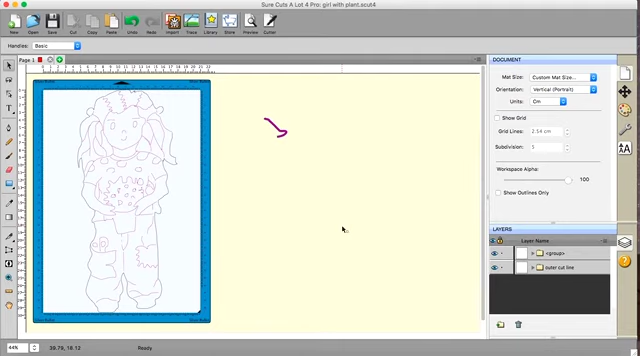 Sure Cuts A Lot 4 Pro: girl with plant.scut4
New Open Save Cut Copy Paste Undo Redo Import Trace Library Store Preview Cutter
Handles: Basic
Page 1
DOCUMENT
Mat Size: Custom Mat Size...
Orientation: Vertical (Portrait)
Units: Cm
Show Grid
Grid Lines: 2.54 cm
Subdivision: 5
Workspace Alpha:
100
Show Outlines Only
LAYERS
Layer Name
<group>
outer cut line
44% 39.79, 18.12 Ready